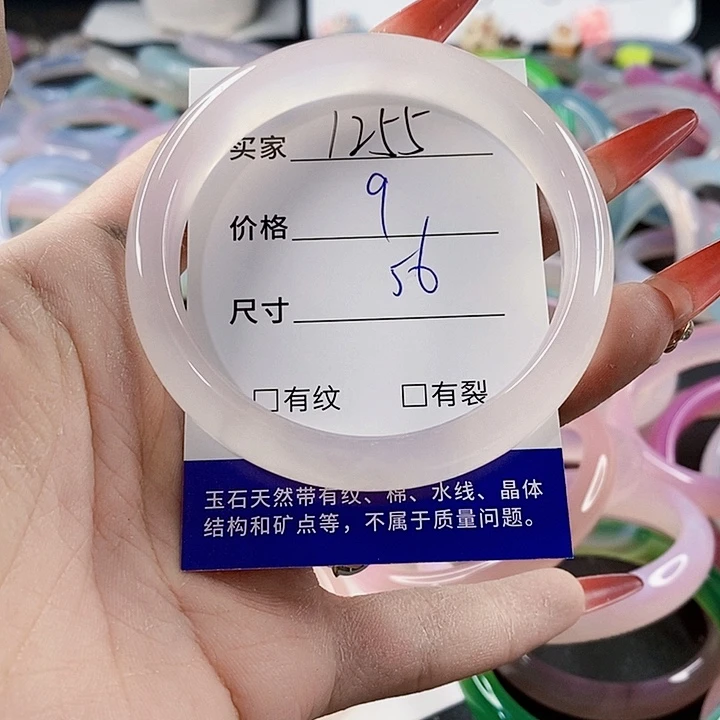 买家 1255
价格 9
尺寸 56
□有纹 □有裂
玉石天然带有纹、棉、水线、晶体
结构和矿点等，不属于质量问题。